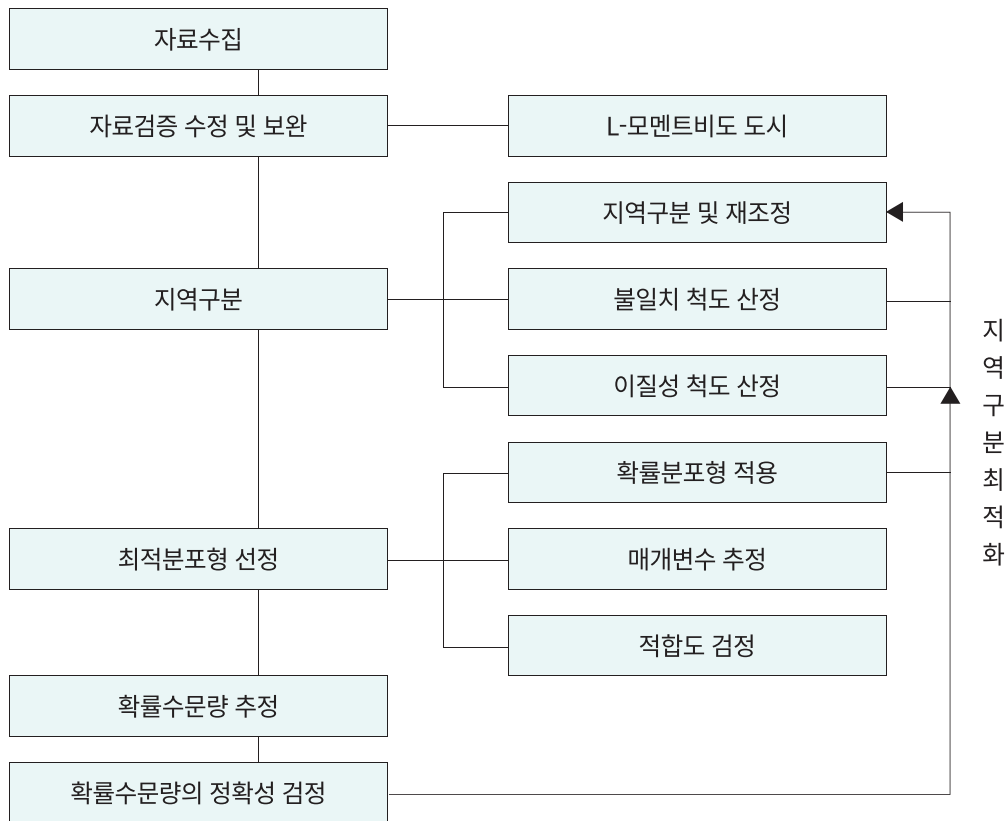 자료수집
자료검증 수정 및 보완
L-모멘트비도 도시
지역구분 및 재조정
지역구분
불일치 척도 산정
이질성 척도 산정
확률분포형 적용
최적분포형 선정
매개변수 추정
적합도 검정
확률수문량 추정
확률수문량의 정확성 검정
지역구분최적화